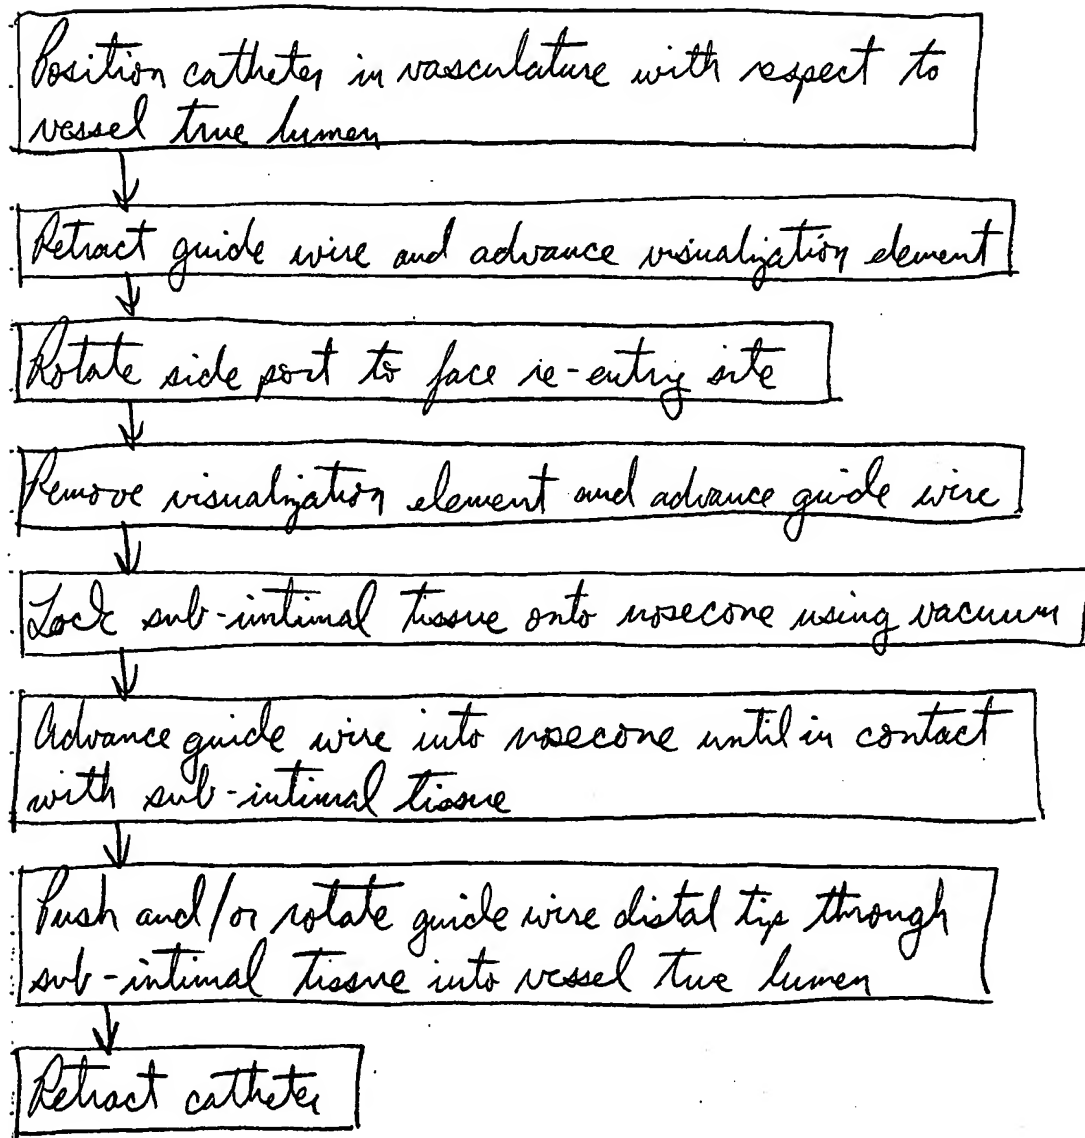 Position catheter in vasculature with respect to
vessel true lumen
Retract guide wire and advance visualization element
Rotate side port to face re-entry site
Remove visualization element and advance guide wire
Lock sub-intimal tissue onto nosecone using vacuum
Advance guide wire into nosecone until in contact
with sub-intimal tissue
Push and/or rotate guide wire distal tip through
sub-intimal tissue into vessel true lumen
Retract catheter